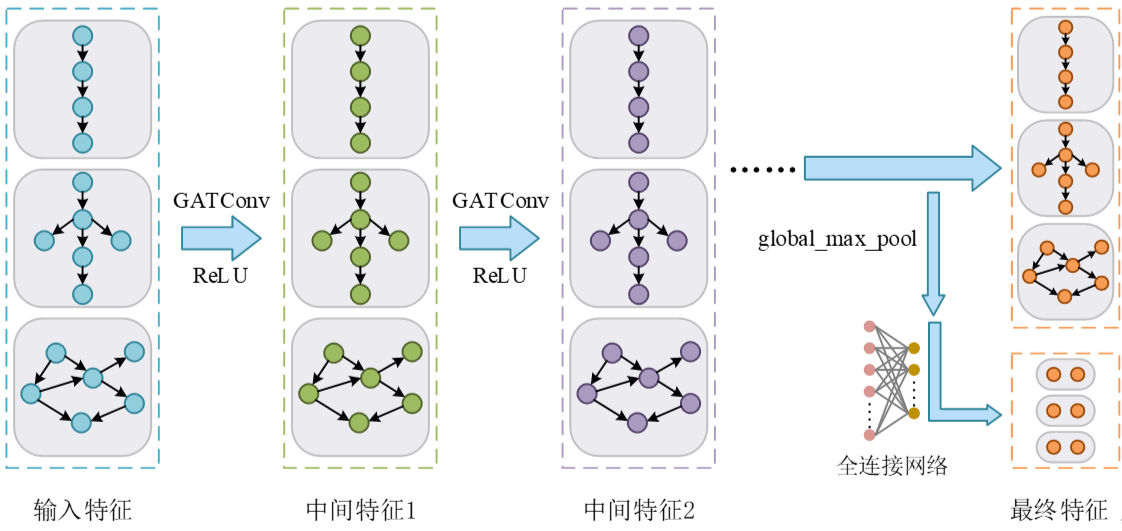 GATConv
ReLU
GATConv
ReLU
……
global_max_pool
全连接网络
输入特征
中间特征1
中间特征2
最终特征